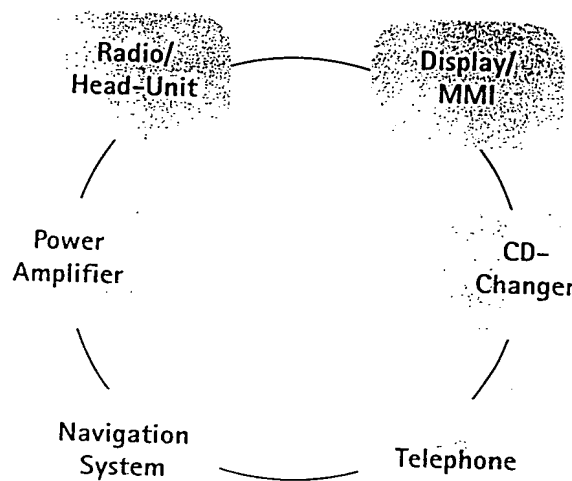 Radio/
Head-Unit
Display/
MMI
Power
Amplifier
CD-
Changer
Navigation
System
Telephone